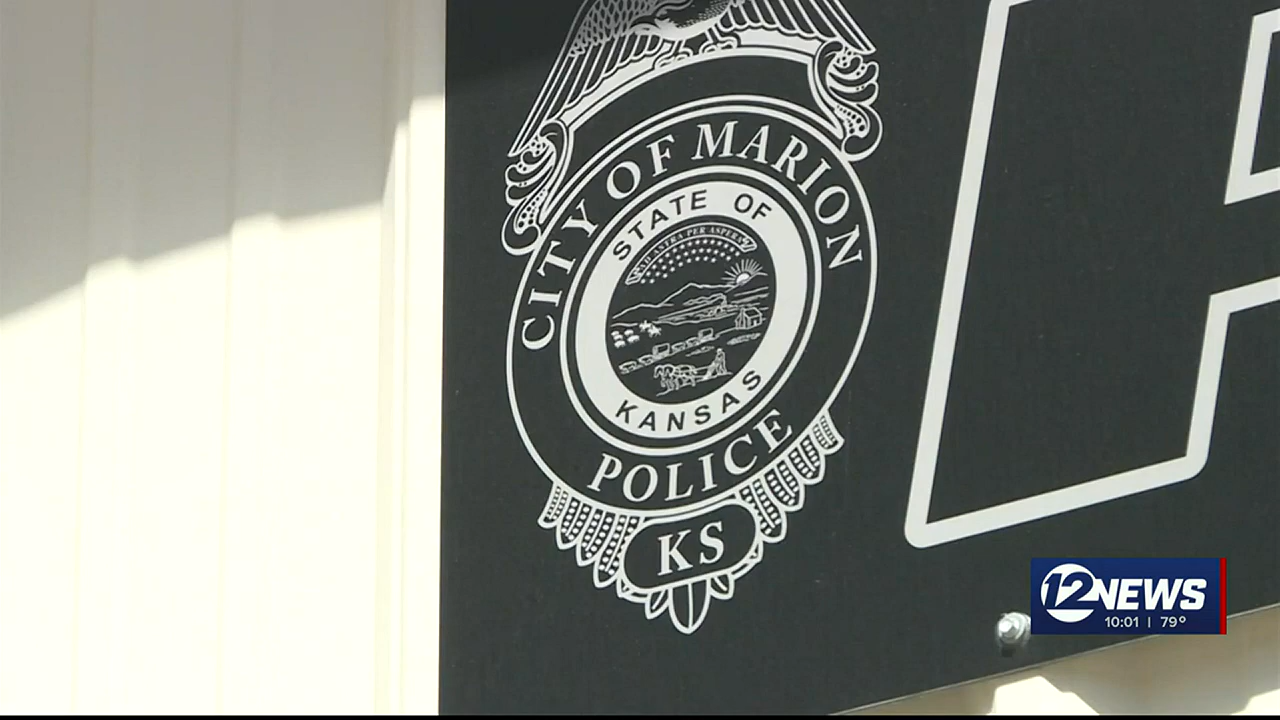 CITY OF MARION
STATE OF
AD ASTRA PER ASPERA
KANSAS
POLICE
KS
P
12NEWS
10:01 | 79°